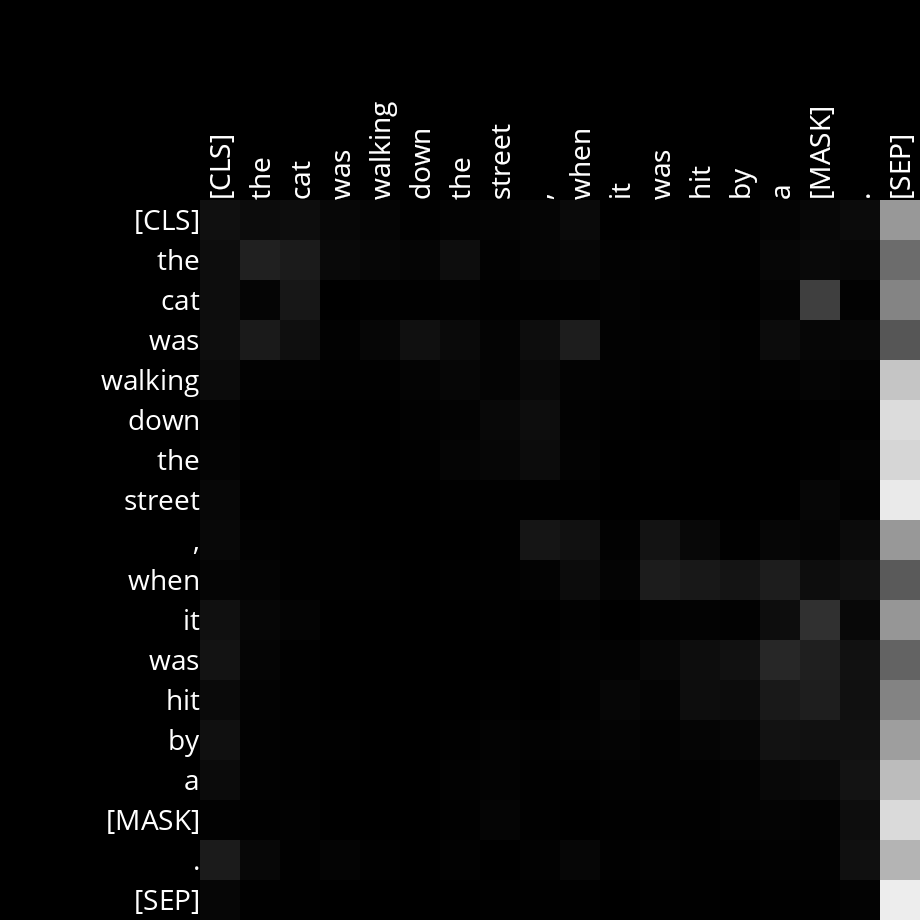 [CLS] the cat was walking down the street , when it was hit by a [MASK] . [SEP]
[CLS]
the
cat
was
walking
down
the
street
,
when
it
was
hit
by
a
[MASK]
.
[SEP]